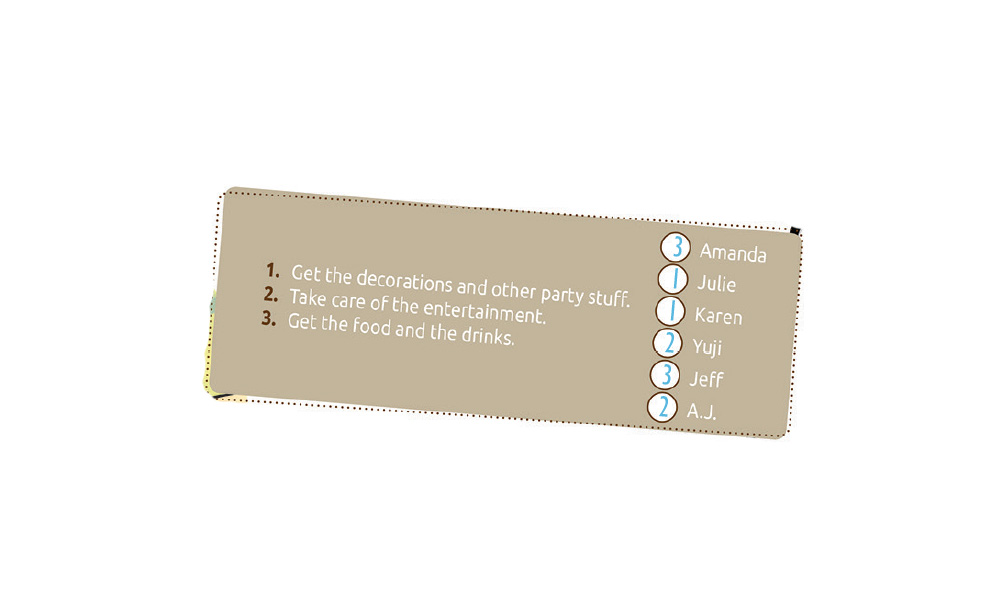 1. Get the decorations and other party stuff.
2. Take care of the entertainment.
3. Get the food and the drinks.
3 Amanda
1 Julie
1 Karen
2 Yuji
3 Jeff
2 A.J.